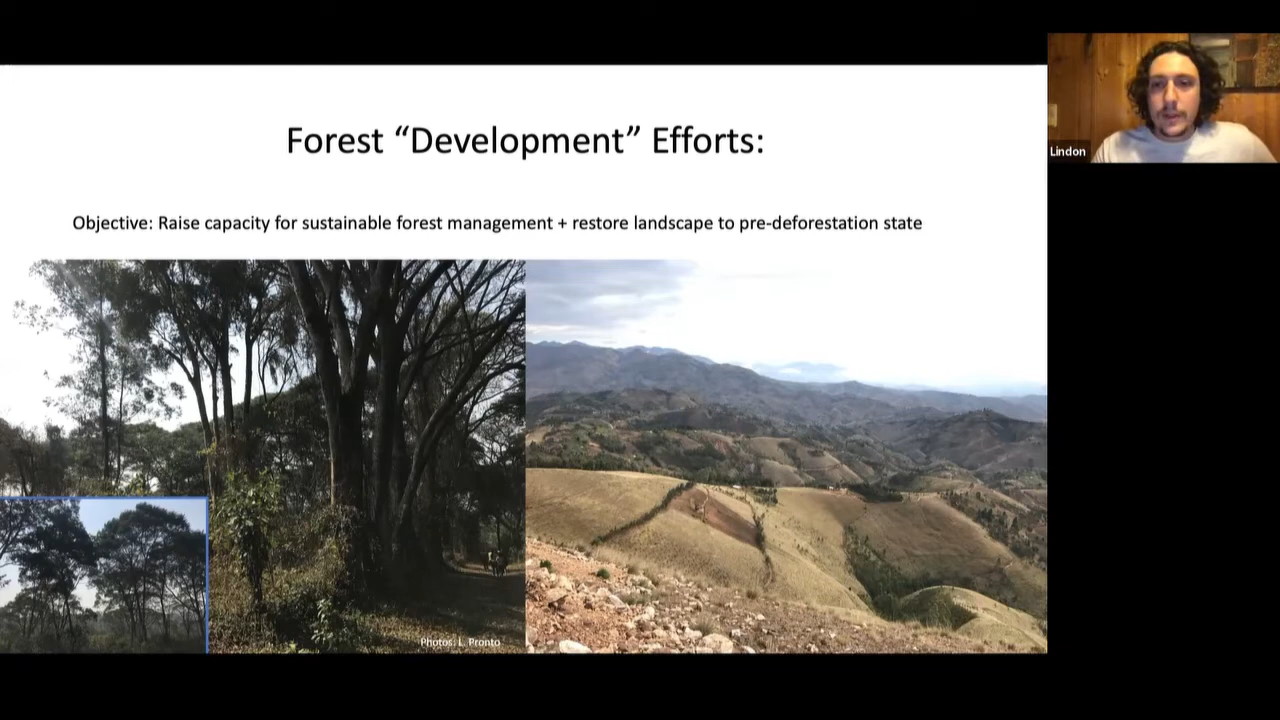 Forest “Development” Efforts:
Objective: Raise capacity for sustainable forest management + restore landscape to pre-deforestation state
Photos: L. Pronto
Lindon